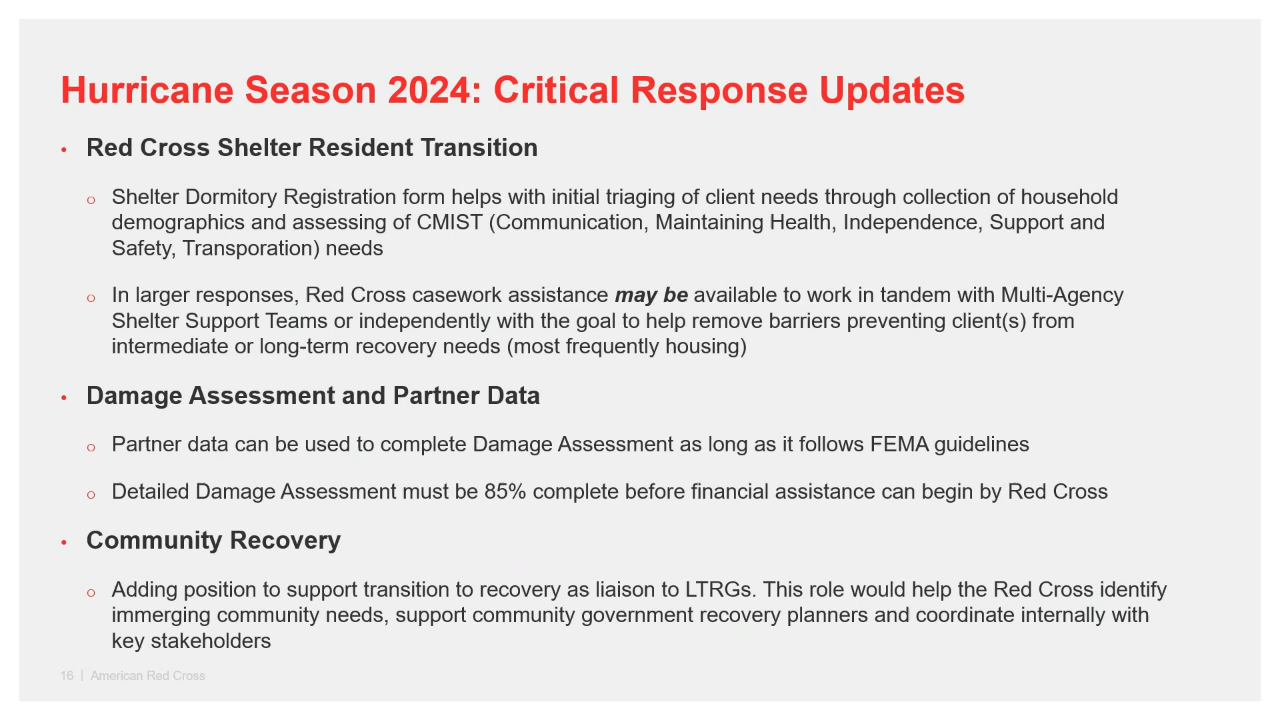 Hurricane Season 2024: Critical Response Updates
• Red Cross Shelter Resident Transition
o Shelter Dormitory Registration form helps with initial triaging of client needs through collection of household
demographics and assessing of CMIST (Communication, Maintaining Health, Independence, Support and
Safety, Transporation) needs
o In larger responses, Red Cross casework assistance may be available to work in tandem with Multi-Agency
Shelter Support Teams or independently with the goal to help remove barriers preventing client(s) from
intermediate or long-term recovery needs (most frequently housing)
• Damage Assessment and Partner Data
o Partner data can be used to complete Damage Assessment as long as it follows FEMA guidelines
o Detailed Damage Assessment must be 85% complete before financial assistance can begin by Red Cross
• Community Recovery
o Adding position to support transition to recovery as liaison to LTRGs. This role would help the Red Cross identify
immerging community needs, support community government recovery planners and coordinate internally with
key stakeholders
16 | American Red Cross